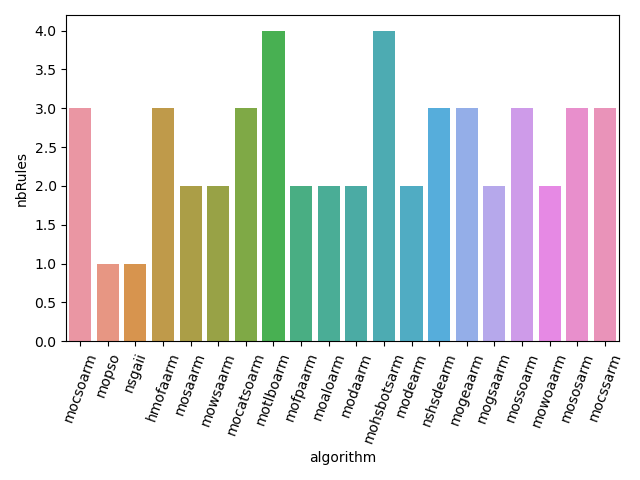 4.0
3.5
3.0
2.5
2.0
1.5
1.0
0.5
0.0
nbRules
mocsoarm
mopso
nsgaii
hmofaarm
mosaarm
mowsaarm
mocatsoarm
motlboarm
mofpaarm
moaloarm
modaarm
mohsbotsarm
modearm
nshsdearm
mogeaarm
mogsaarm
mossoarm
mowoaarm
mososarm
mocssarm
algorithm